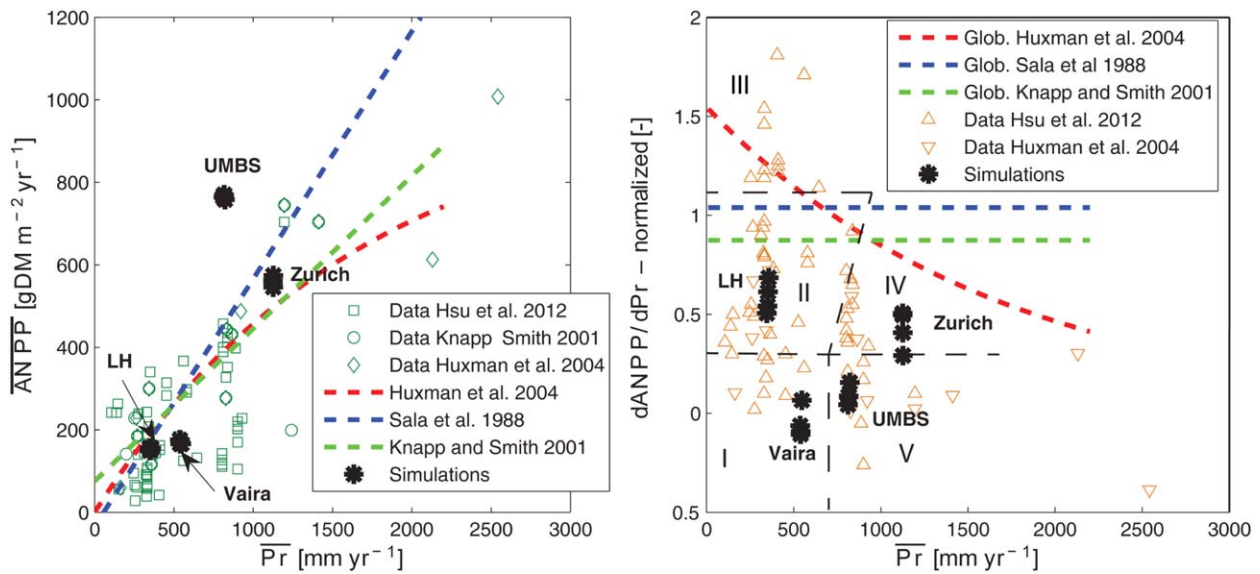 1200
1000
800
600
400
200
0
0 500 1000 1500 2000 2500 3000
ANPP [gDM m⁻² yr⁻¹]
Pr [mm yr⁻¹]
UMBS
Zurich
LH
Vaira
Data Hsu et al. 2012
Data Knapp Smith 2001
Data Huxman et al. 2004
Huxman et al. 2004
Sala et al. 1988
Knapp and Smith 2001
Simulations
2
1.5
1
0.5
0
0.5
0 500 1000 1500 2000 2500 3000
dANPP/dPr − normalized [-]
Pr [mm yr⁻¹]
Glob. Huxman et al. 2004
Glob. Sala et al 1988
Glob. Knapp and Smith 2001
Data Hsu et al. 2012
Data Huxman et al. 2004
Simulations
III
LH
II
IV
Zurich
I
Vaira
UMBS
V